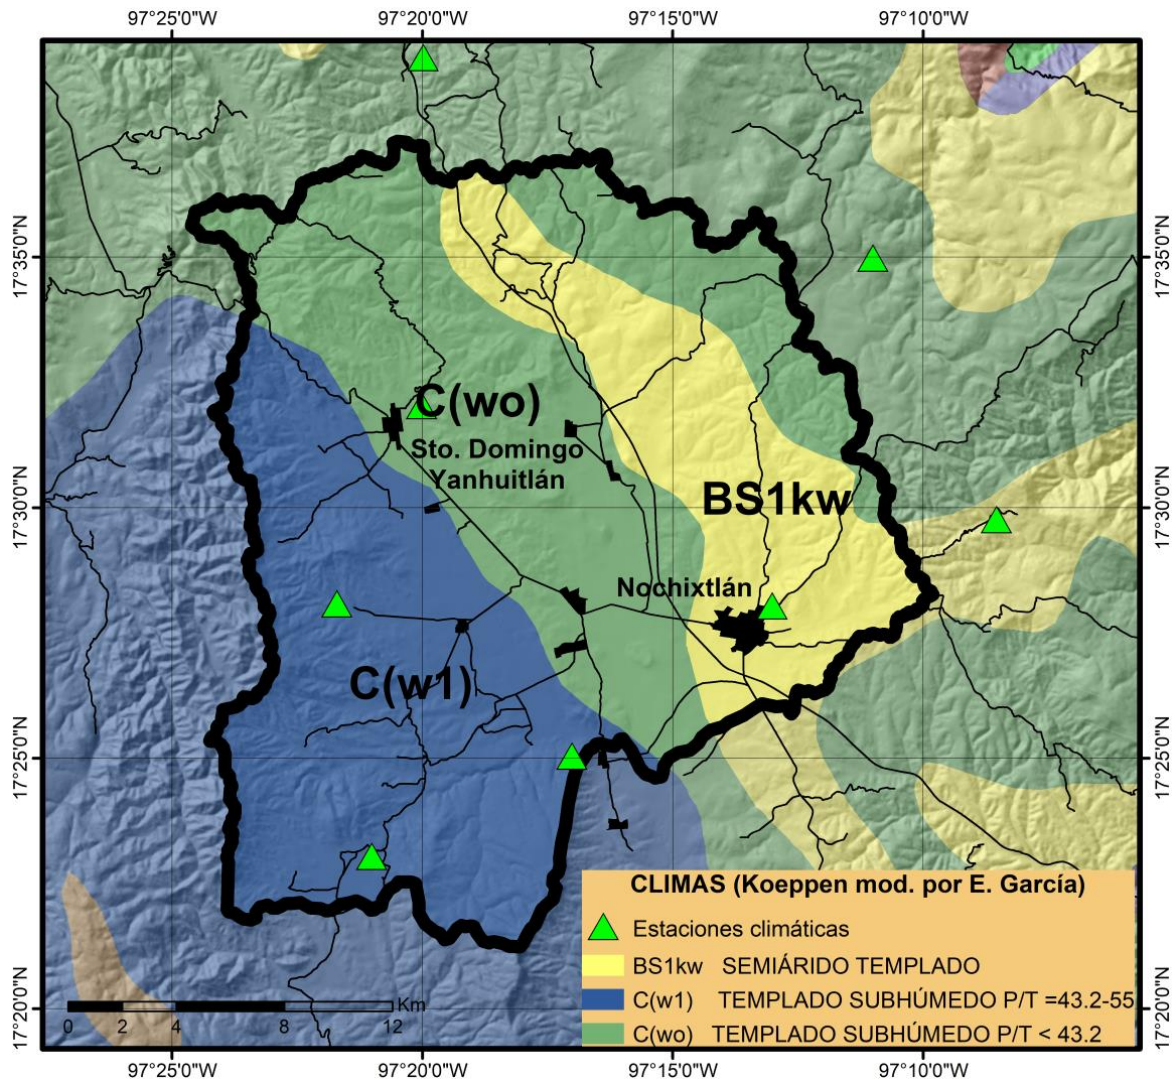 97°25'0"W 97°20'0"W 97°15'0"W 97°10'0"W
17°35'0"N 17°35'0"N
C(wo)
Sto. Domingo
Yanhuitlán
BS1kw
17°30'0"N 17°30'0"N
Nochixtlán
C(w1)
17°25'0"N 17°25'0"N
CLIMAS (Koeppen mod. por E. García)
Estaciones climáticas
BS1kw SEMIÁRIDO TEMPLADO
C(w1) TEMPLADO SUBHÚMEDO P/T =43.2-55
C(wo) TEMPLADO SUBHÚMEDO P/T < 43.2
Km
0 2 4 8 12
17°20'0"N 17°20'0"N
97°25'0"W 97°20'0"W 97°15'0"W 97°10'0"W